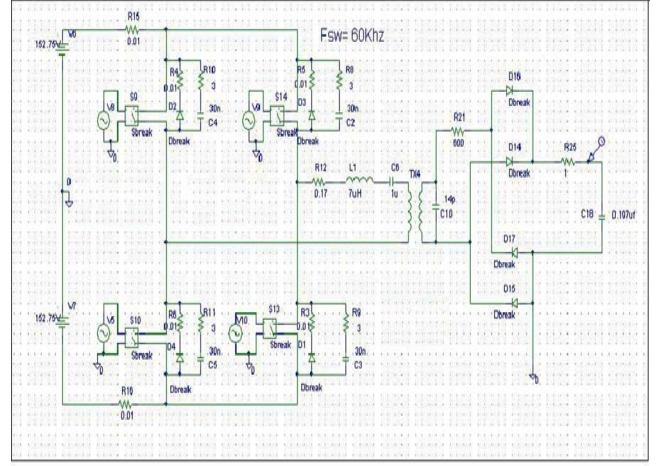 R15
V6
Fsw= 60Khz
0.01
152.75V
R4
R10
R5
R8
D16
0.01
3
0.01
3
Dbreak
V8
S9
D2
30n
C4
V9
S14
D3
30n
C2
R21
600
Sbreak
Sbreak
Dbreak
Dbreak
D14
R25
Dbreak
1
0
0
R12
L1
C6
TX4
0.17
7uH
1u
14p
C10
C18
0.197uf
0
D17
Dbreak
D15
V7
Dbreak
152.75V
V5
S10
R6
R11
V10
S13
R3
R9
0.01
3
0.01
3
Sbreak
D4
30n
C5
Sbreak
D1
30n
C3
0
0
0
R16
Dbreak
Dbreak
0.01